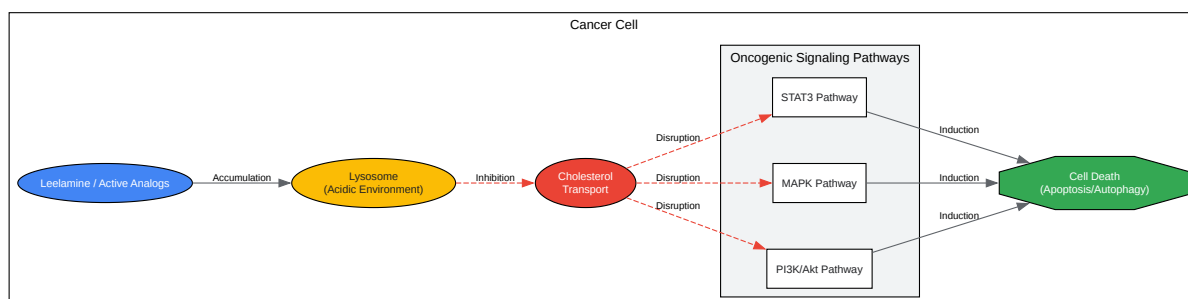 Cancer Cell
Oncogenic Signaling Pathways
STAT3 Pathway
Disruption
Induction
Leelamine / Active Analogs
Accumulation
Lysosome
(Acidic Environment)
Inhibition
Cholesterol
Transport
Disruption
MAPK Pathway
Induction
Cell Death
(Apoptosis/Autophagy)
Disruption
Induction
PI3K/Akt Pathway